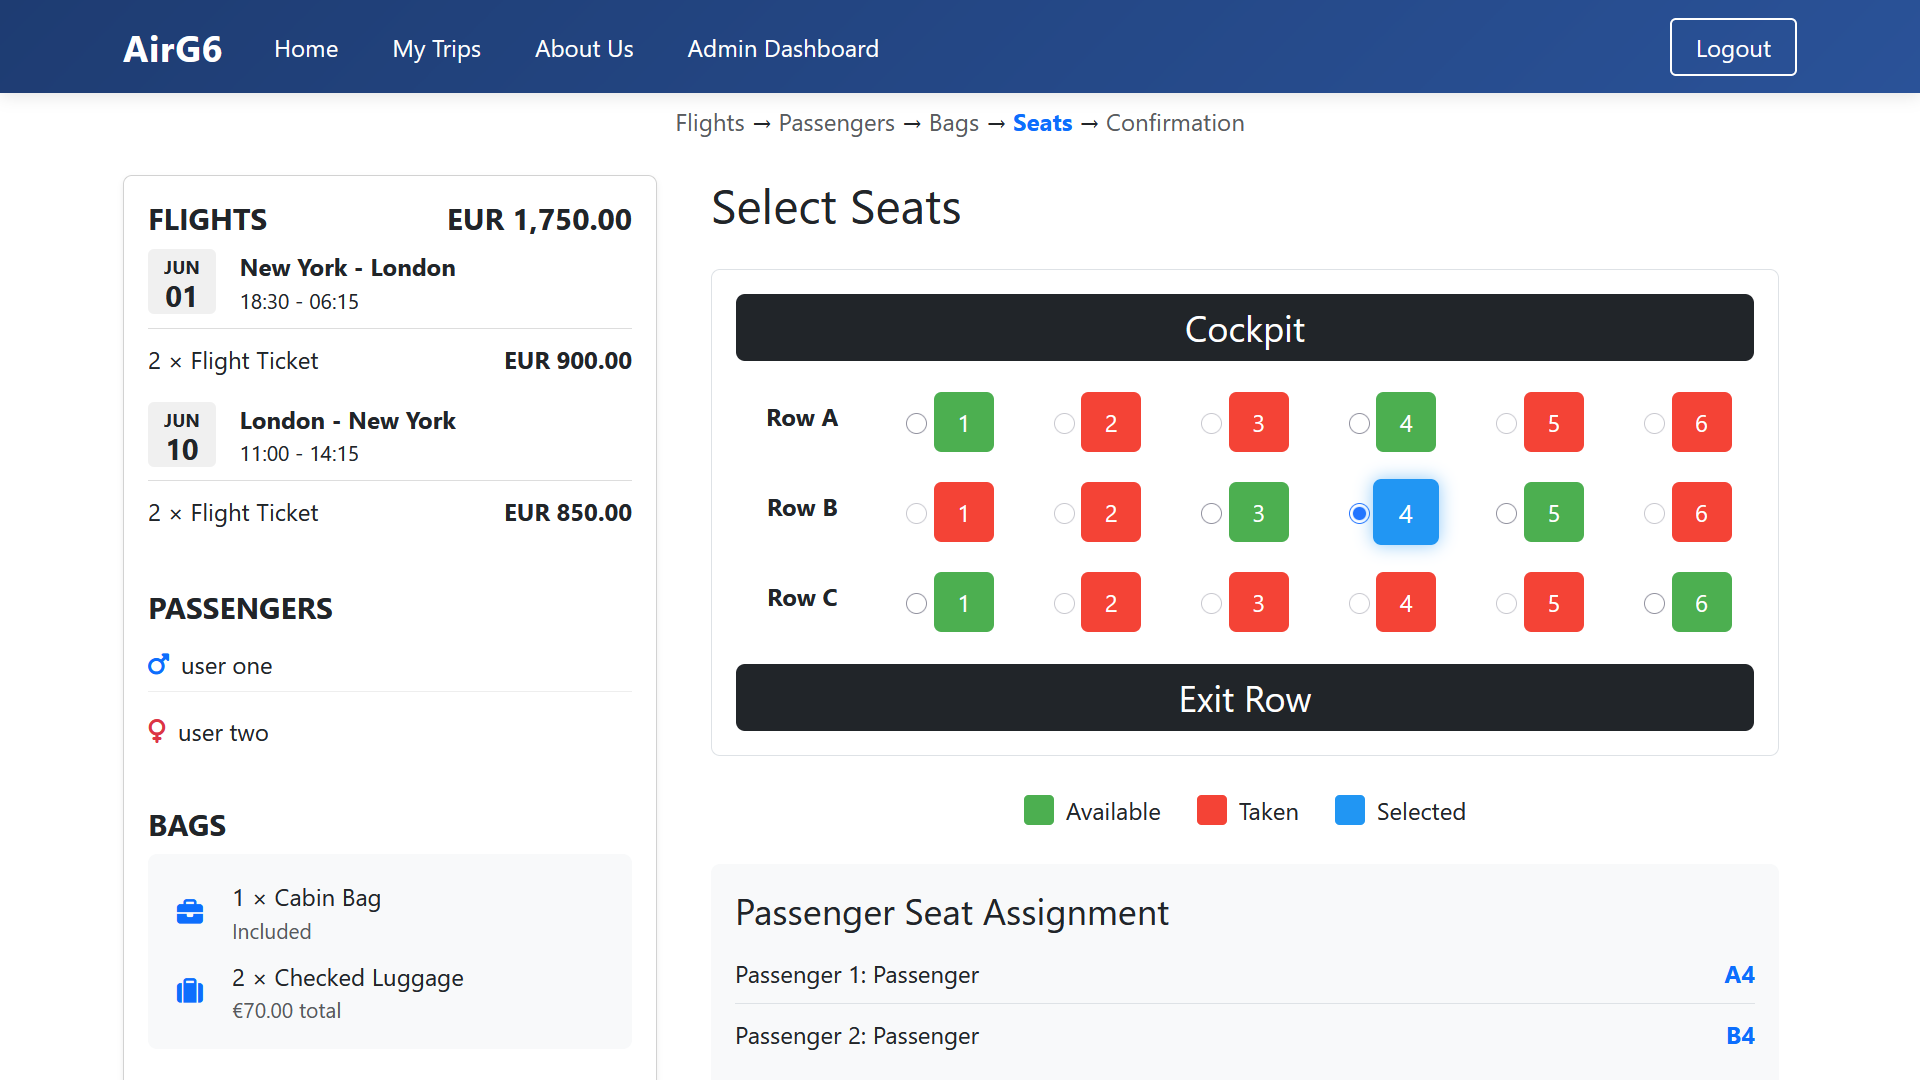 AirG6 Home My Trips About Us Admin Dashboard Logout
Flights → Passengers → Bags → Seats → Confirmation
FLIGHTS EUR 1,750.00
JUN
01
New York - London
18:30 - 06:15
2 × Flight Ticket EUR 900.00
JUN
10
London - New York
11:00 - 14:15
2 × Flight Ticket EUR 850.00
PASSENGERS
user one
user two
BAGS
1 × Cabin Bag
Included
2 × Checked Luggage
€70.00 total
Select Seats
Cockpit
Row A 1 2 3 4 5 6
Row B 1 2 3 4 5 6
Row C 1 2 3 4 5 6
Exit Row
Available Taken Selected
Passenger Seat Assignment
Passenger 1: Passenger A4
Passenger 2: Passenger B4